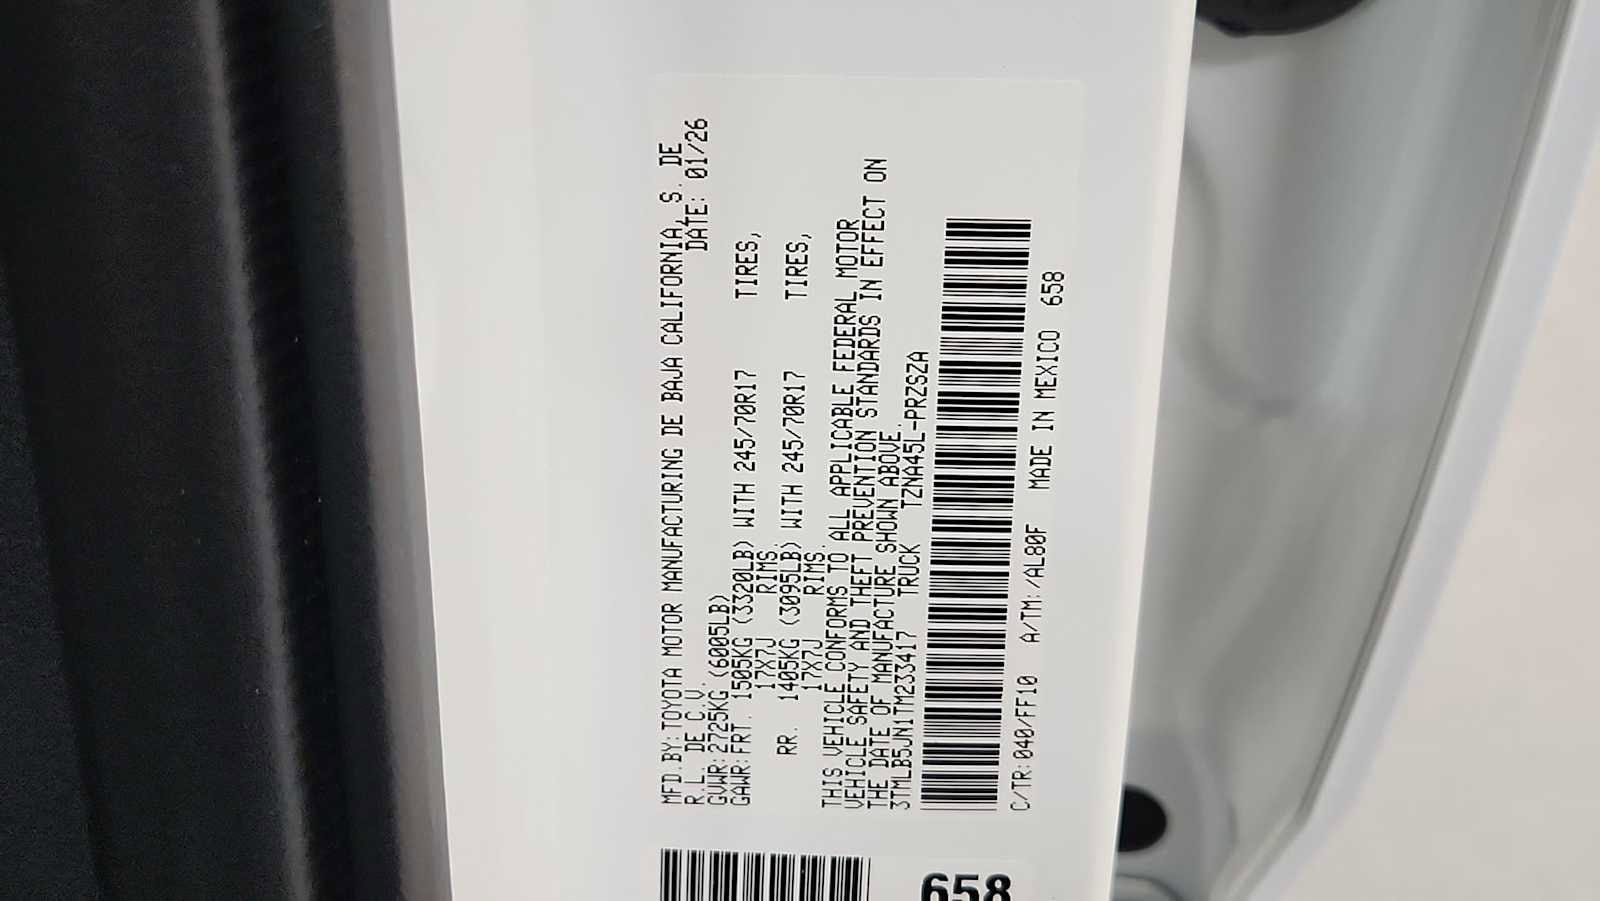 MFD.BY:TOYOTA MOTOR MANUFACTURING DE BAJA CALIFORNIA, S. DE
R.L. DE C.V. DATE: 01/26
GVWR:2725KG (6005LB)
GAWR:FRT. 1505KG (3320LB) WITH 245/70R17 TIRES,
17X7J RIMS.
RR. 1405KG (3095LB) WITH 245/70R17 TIRES,
17X7J RIMS.
THIS VEHICLE CONFORMS TO ALL APPLICABLE FEDERAL MOTOR
VEHICLE SAFETY AND THEFT PREVENTION STANDARDS IN EFFECT ON
THE DATE OF MANUFACTURE SHOWN ABOVE.
3TMLB5JN1TM233417 TRUCK TZNA45L-PRZSZA
C/TR:040/FF10 A/TM:/AL80F MADE IN MEXICO 658
658